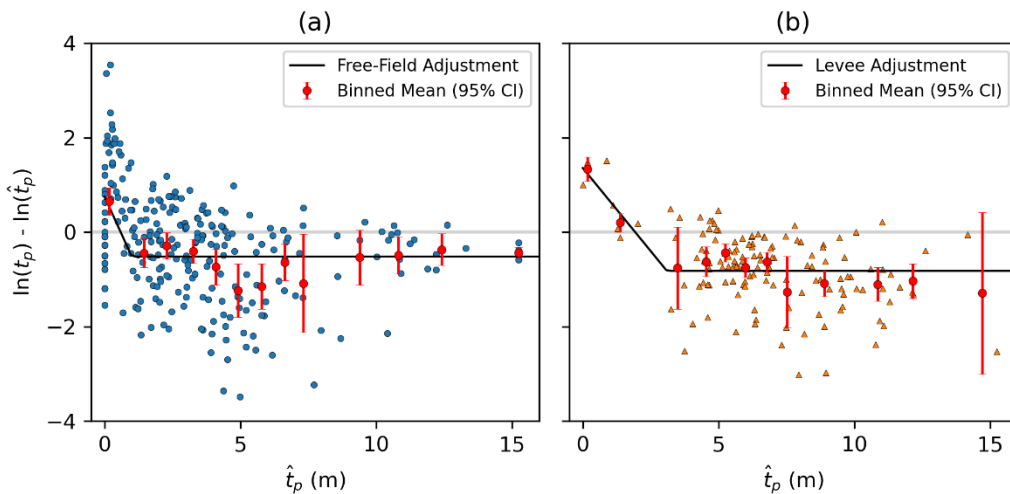 (a)
(b)
4
2
0
−2
−4
ln(t_p) - ln(t̂_p)
Free-Field Adjustment
Binned Mean (95% CI)
Levee Adjustment
Binned Mean (95% CI)
0 5 10 15
0 5 10 15
t̂_p (m)
t̂_p (m)